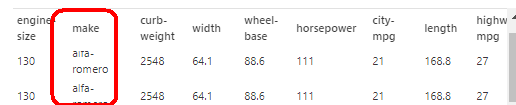 engine-size make curb-weight width wheel-base horsepower city-mpg length highw mpg
130 alfa-romero 2548 64.1 88.6 111 21 168.8 27
130 alfa-romero 2548 64.1 88.6 111 21 168.8 27